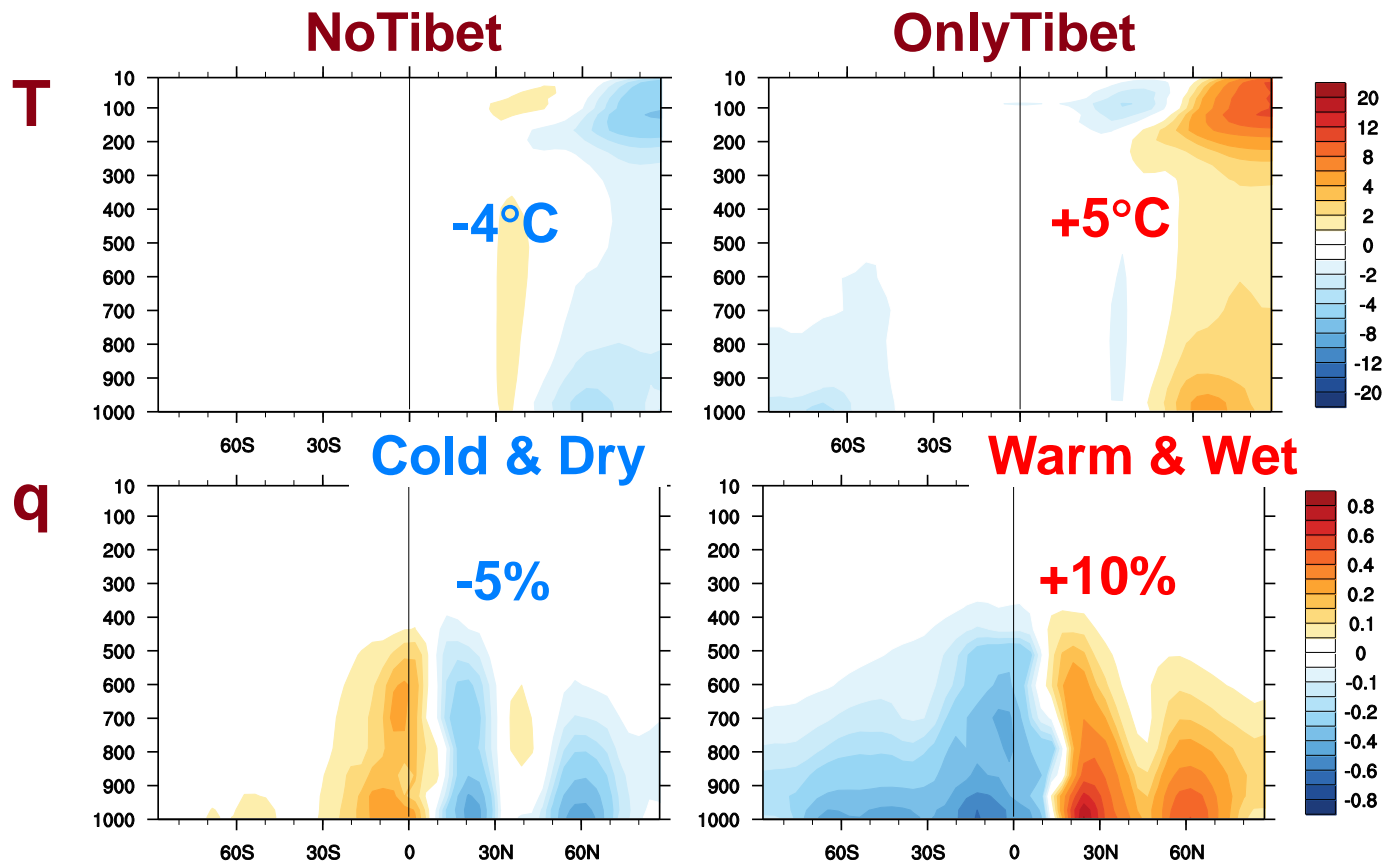 NoTibet OnlyTibet
T
10 10
100 100 20
200 200 12
300 300 8
400 -4°C 400 +5°C 4
500 500 2
600 600 0
700 700 -2
800 800 -4
900 900 -8
1000 1000 -12
-20
60S 30S 60S 30S
Cold & Dry Warm & Wet
q
10 10
100 100 0.8
200 200 0.6
300 -5% 300 +10% 0.4
400 400 0.2
500 500 0.1
600 600 0
700 700 -0.1
800 800 -0.2
900 900 -0.4
1000 1000 -0.6
-0.8
60S 30S 0 30N 60N 60S 30S 0 30N 60N